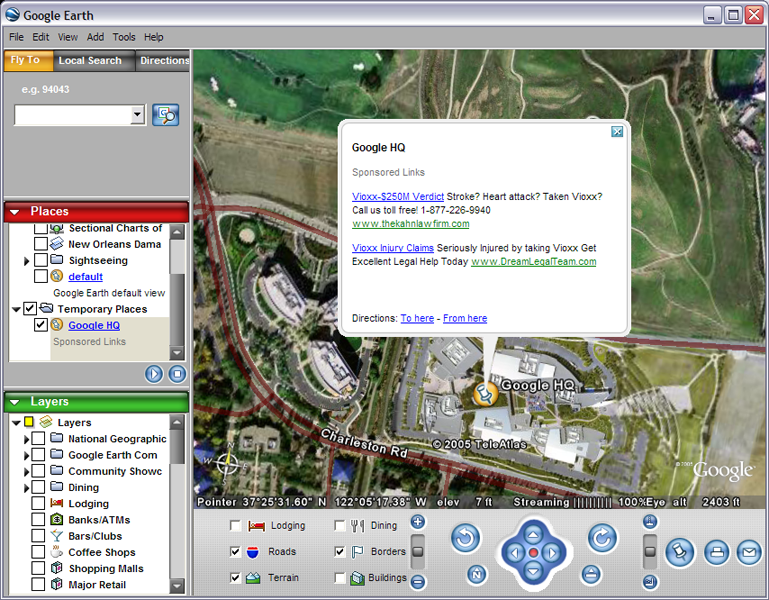 Google Earth
File Edit View Add Tools Help
Fly To Local Search Directions
e.g. 94043
Places
Sectional Charts of
New Orleans Dama
Sightseeing
default
Google Earth default view
Temporary Places
Google HQ
Sponsored Links
Layers
Layers
National Geographic
Google Earth Com
Community Showc
Dining
Lodging
Banks/ATMs
Bars/Clubs
Coffee Shops
Shopping Malls
Major Retail
Google HQ
Sponsored Links
Vioxx-$250M Verdict Stroke? Heart attack? Taken Vioxx?
Call us toll free! 1-877-226-9940
www.thekahnlawfirm.com
Vioxx Injury Claims Seriously Injured by taking Vioxx Get
Excellent Legal Help Today www.DreamLegalTeam.com
Directions: To here - From here
Google HQ
Charleston Rd
© 2005 TeleAtlas
N
W
© 2005 Google
Pointer 37°25'31.60" N 122°05'17.38" W elev 7 ft Streaming |||||||||| 100% Eye alt 2403 ft
Lodging Dining
Roads Borders
Terrain Buildings
N